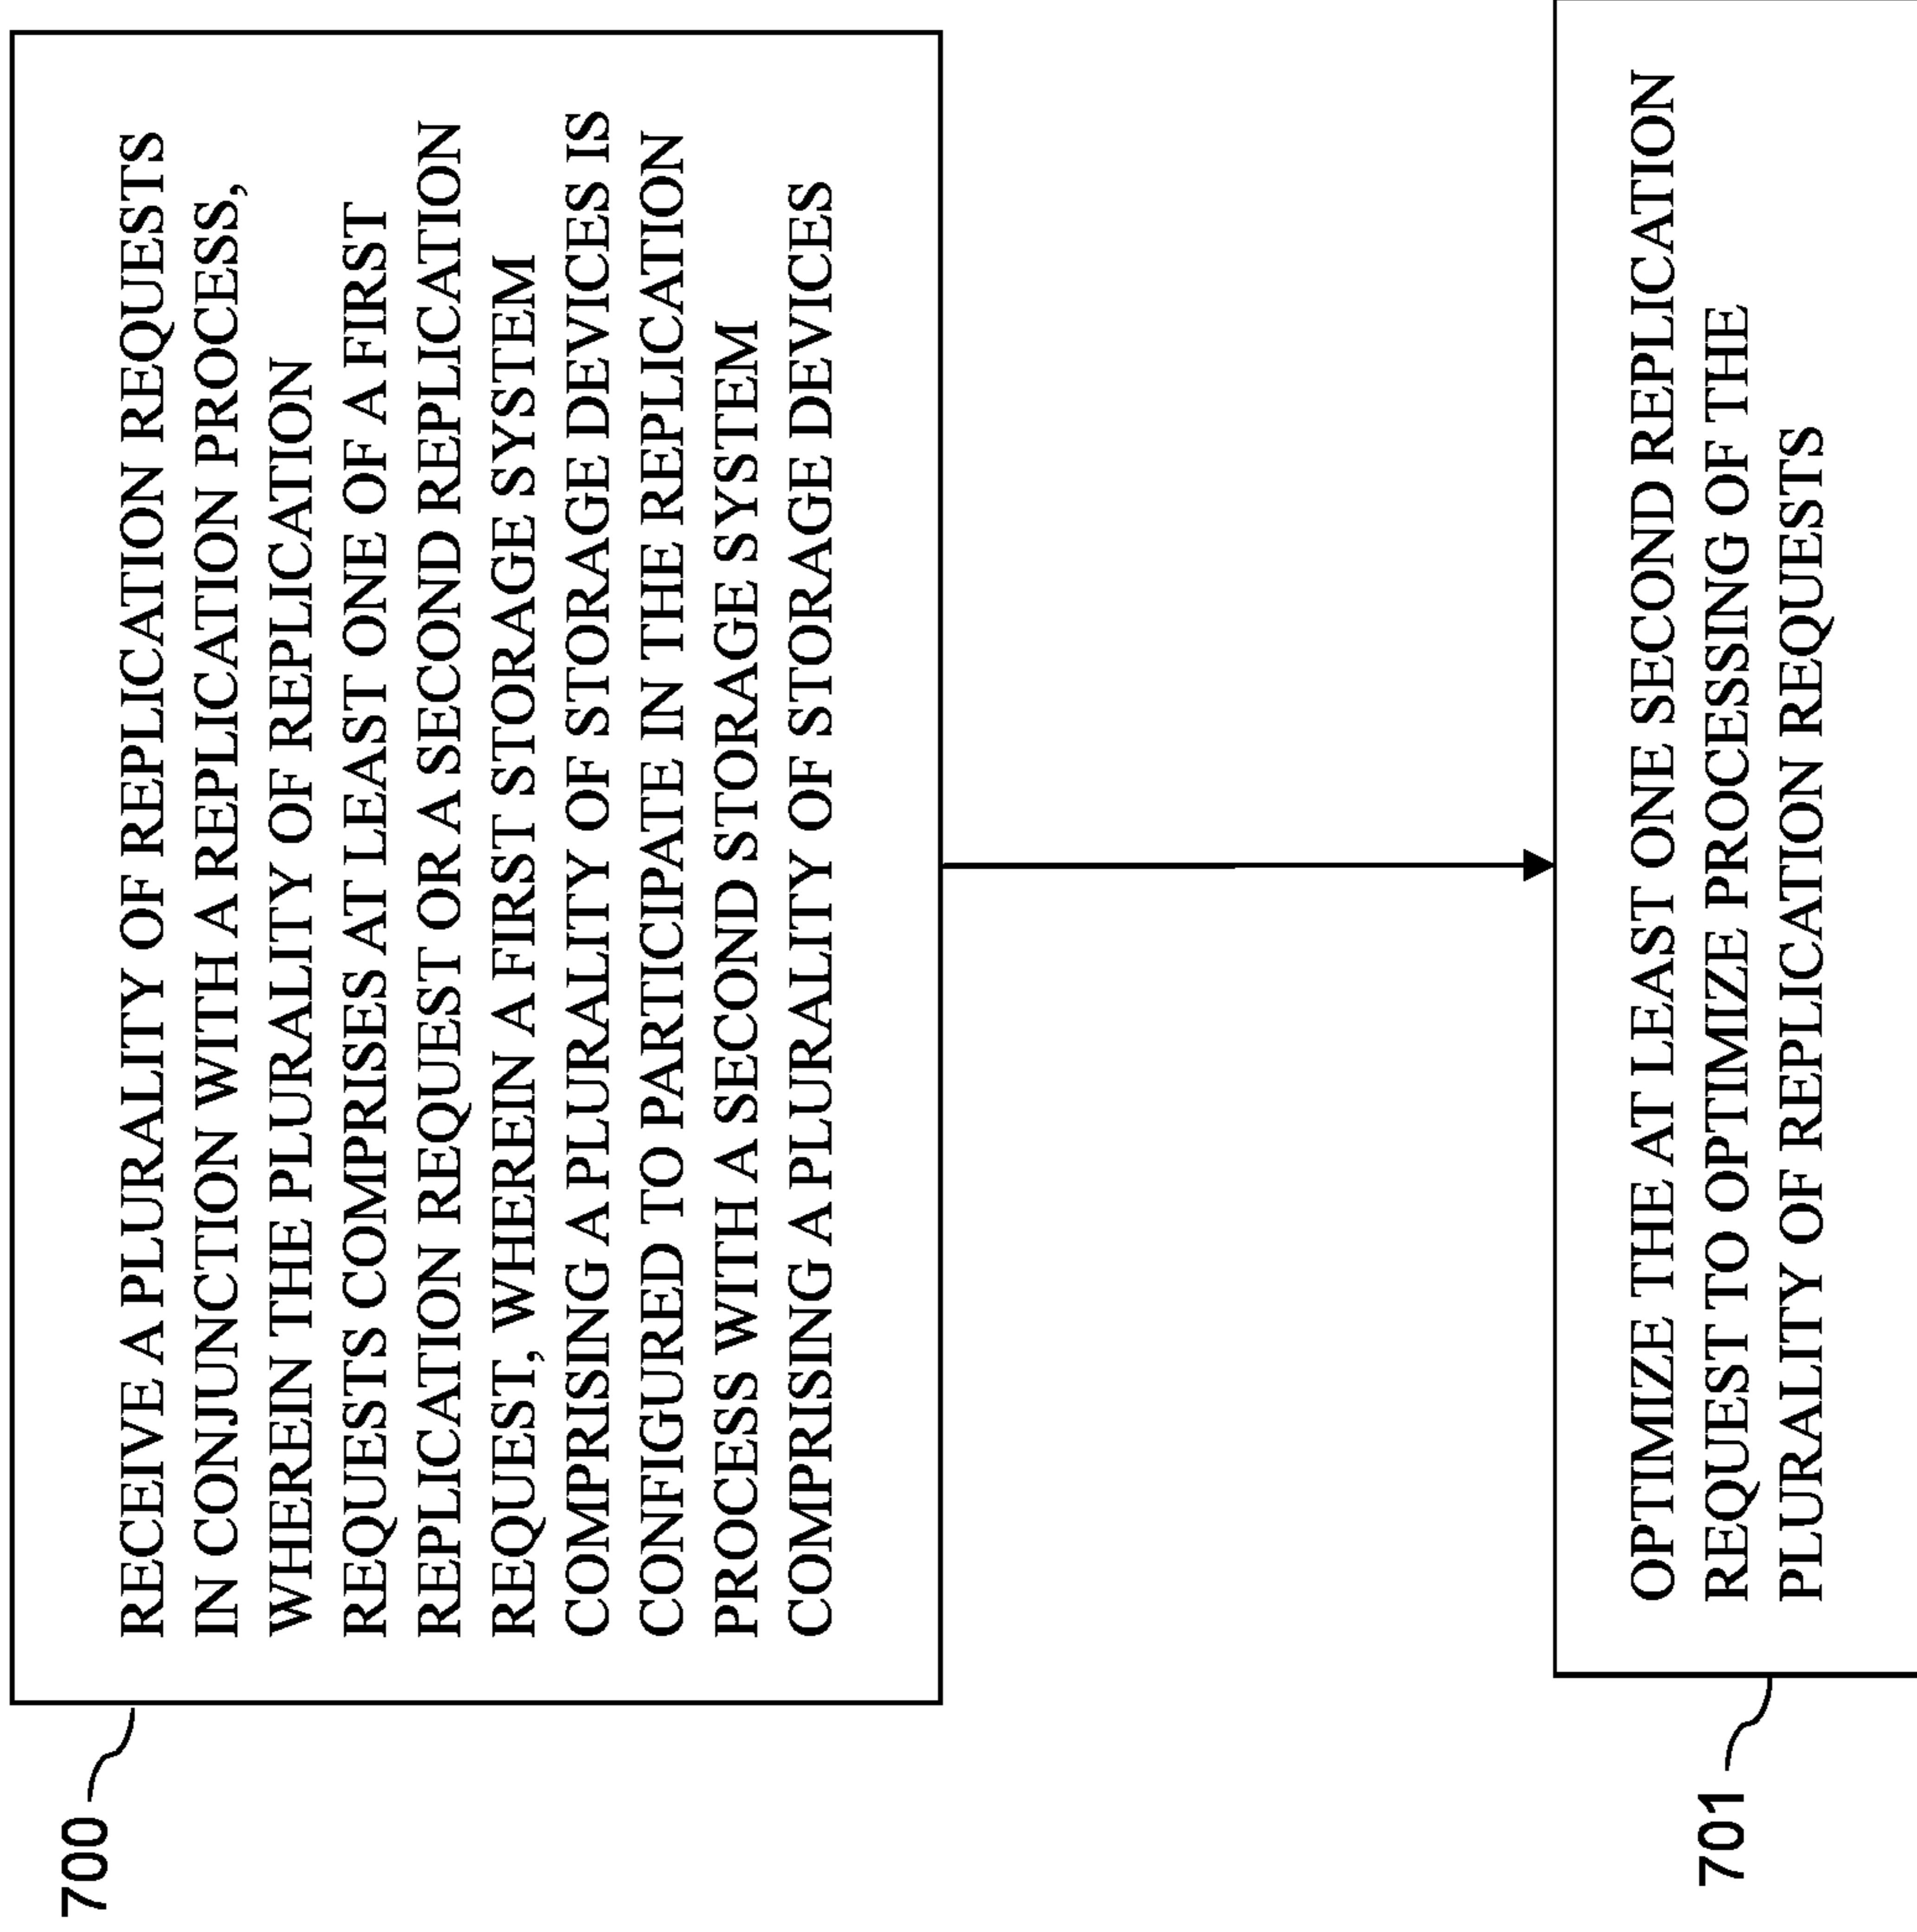 700
RECEIVE A PLURALITY OF REPLICATION REQUESTS
IN CONJUNCTION WITH A REPLICATION PROCESS,
WHEREIN THE PLURALITY OF REPLICATION
REQUESTS COMPRISES AT LEAST ONE OF A FIRST
REPLICATION REQUEST OR A SECOND REPLICATION
REQUEST, WHEREIN A FIRST STORAGE SYSTEM
COMPRISING A PLURALITY OF STORAGE DEVICES IS
CONFIGURED TO PARTICIPATE IN THE REPLICATION
PROCESS WITH A SECOND STORAGE SYSTEM
COMPRISING A PLURALITY OF STORAGE DEVICES
701
OPTIMIZE THE AT LEAST ONE SECOND REPLICATION
REQUEST TO OPTIMIZE PROCESSING OF THE
PLURALITY OF REPLICATION REQUESTS